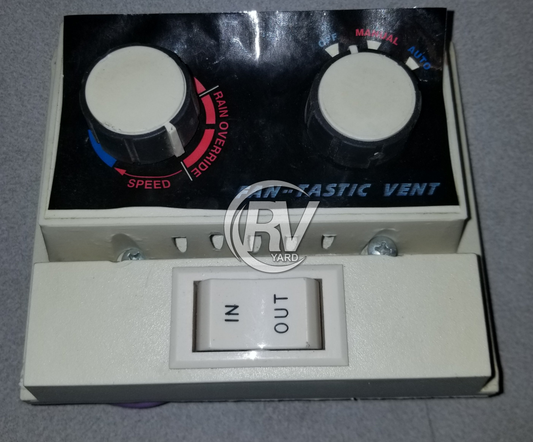 OFF
MANUAL
AUTO
RAIN OVERRIDE
SPEED
FAN-TASTIC VENT
RV
YARD
IN
OUT